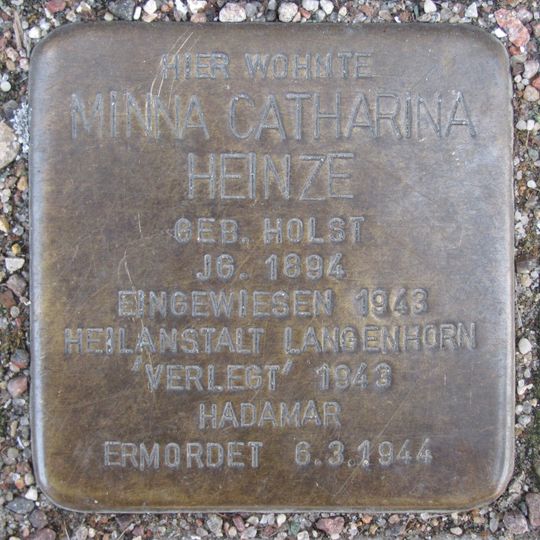 HIER WOHNTE
MINNA CATHARINA
HEINZE
GEB. HOLST
JG. 1894
EINGEWIESEN 1943
HEILANSTALT LANGENHORN
'VERLEGT' 1943
HADAMAR
ERMORDET 6.3.1944